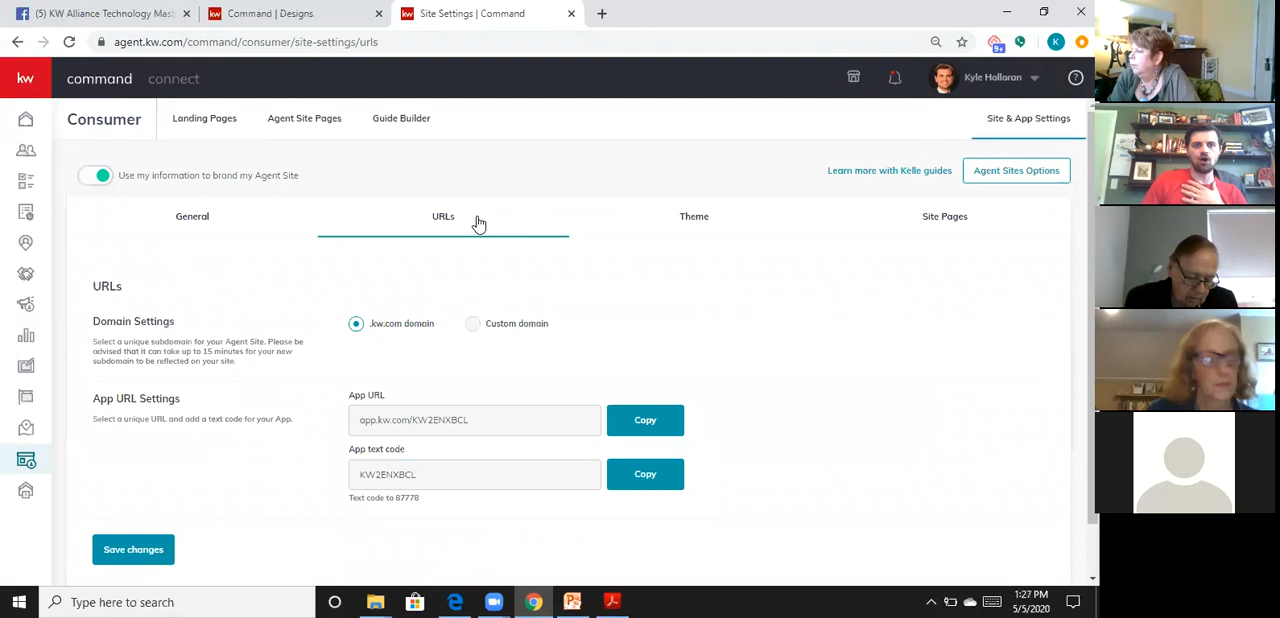 (5) KW Alliance Technology Mast
Command | Designs
Site Settings | Command
agent.kw.com/command/consumer/site-settings/urls
9+
K
kw
command
connect
Kyle Halloran
?
Consumer
Landing Pages
Agent Site Pages
Guide Builder
Site & App Settings
Use my information to brand my Agent Site
Learn more with Kelle guides
Agent Sites Options
General
URLs
Theme
Site Pages
URLs
Domain Settings
Select a unique subdomain for your Agent Site. Please be
advised that it can take up to 15 minutes for your new
subdomain to be reflected on your site.
.kw.com domain
Custom domain
App URL Settings
Select a unique URL and add a text code for your App.
App URL
app.kw.com/KW2ENXBCL
Copy
App text code
KW2ENXBCL
Copy
Text code to 87778
Save changes
Type here to search
1:27 PM
5/5/2020